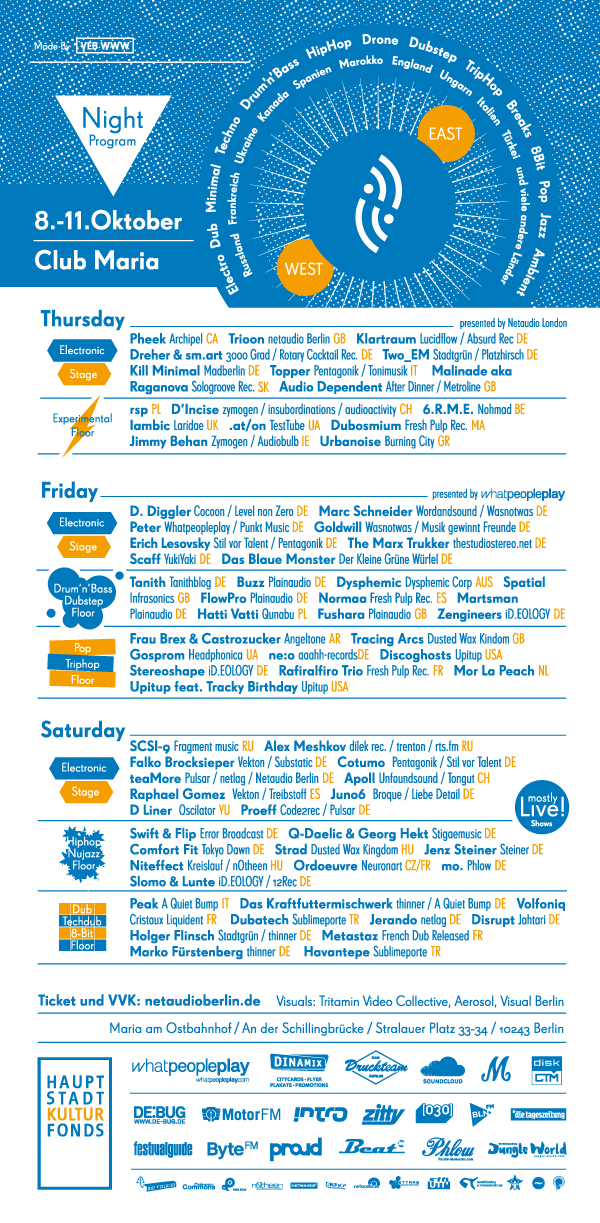 Made By VEB WWW
Night
Program
8.-11.Oktober
Club Maria
Electro Dub Minimal Techno Drum'n'Bass HipHop Drone Dubstep TripHop Breaks 8Bit Pop Jazz Ambient
Russland Frankreich Ukraine Kanada Spanien Marokko England Ungarn Italien Türkei und viele andere Länder
EAST
WEST
Thursday
presented by Netaudio London
Electronic
Stage
Pheek Archipel CA Trioon netaudio Berlin GB Klartraum Lucidflow / Absurd Rec DE
Dreher & sm.art 3000 Grad / Rotary Cocktail Rec. DE Two_EM Stadtgrün / Platzhirsch DE
Kill Minimal Madberlin DE Topper Pentagonik / Tonimusik IT Malinade aka
Raganova Sologroove Rec. SK Audio Dependent After Dinner / Metroline GB
Experimental
Floor
rsp PL D'Incise zymogen / insubordinations / audioactivity CH 6.R.M.E. Nohmad BE
Iambic Laridae UK .at/on TestTube UA Dubosmium Fresh Pulp Rec. MA
Jimmy Behan Zymogen / Audiobulb IE Urbanoise Burning City GR
Friday
presented by whatpeopleplay
Electronic
Stage
D. Diggler Cocoon / Level non Zero DE Marc Schneider Wordandsound / Wasnotwas DE
Peter Whatpeopleplay / Punkt Music DE Goldwill Wasnotwas / Musik gewinnt Freunde DE
Erich Lesovsky Stil vor Talent / Pentagonik DE The Marx Trukker thestudiostereo.net DE
Scaff YukiYaki DE Das Blaue Monster Der Kleine Grüne Würfel DE
Drum'n'Bass
Dubstep
Floor
Tanith Tanithblog DE Buzz Plainaudio DE Dysphemic Dysphemic Corp AUS Spatial
Infrasonics GB FlowPro Plainaudio DE Normaa Fresh Pulp Rec. ES Martsman
Plainaudio DE Hatti Vatti Qunabu PL Fushara Plainaudio GB Zengineers iD.EOLOGY DE
Pop
Triphop
Floor
Frau Brex & Castrozucker Angeltone AR Tracing Arcs Dusted Wax Kindom GB
Gosprom Headphonica UA ne:o aaahh-recordsDE Discoghosts Upitup USA
Stereoshape iD.EOLOGY DE Rafiralfiro Trio Fresh Pulp Rec. FR Mor La Peach NL
Upitup feat. Tracky Birthday Upitup USA
Saturday
Electronic
Stage
SCSI-9 Fragment music RU Alex Meshkov dilek rec. / trenton / rts.fm RU
Falko Brocksieper Vekton / Substatic DE Cotumo Pentagonik / Stil vor Talent DE
teaMore Pulsar / netlag / Netaudio Berlin DE Apoll Unfoundsound / Tongut CH
Raphael Gomez Vekton / Treibstoff ES Juno6 Broque / Liebe Detail DE
D Liner Oscilator YU Proeff Code2rec / Pulsar DE
mostly
Live!
Shows
Hiphop
Nujazz
Floor
Swift & Flip Error Broadcast DE Q-Daelic & Georg Hekt Stigaemusic DE
Comfort Fit Tokyo Dawn DE Strad Dusted Wax Kingdom HU Jenz Steiner Steiner DE
Niteffect Kreislauf / nOtheen HU Ordoeuvre Neuronart CZ/FR mo. Phlow DE
Slomo & Lunte iD.EOLOGY / 12Rec DE
Dub
Techdub
8-Bit
Floor
Peak A Quiet Bump IT Das Kraftfuttermischwerk thinner / A Quiet Bump DE Volfoniq
Cristaux Liquident FR Dubatech Sublimeporte TR Jerando netlag DE Disrupt Jahtari DE
Holger Flinsch Stadtgrün / thinner DE Metastaz French Dub Released FR
Marko Fürstenberg thinner DE Havantepe Sublimeporte TR
Ticket und VVK: netaudioberlin.de Visuals: Tritamin Video Collective, Aerosol, Visual Berlin
Maria am Ostbahnhof / An der Schillingbrücke / Stralauer Platz 33-34 / 10243 Berlin
HAUPT
STADT
KULTUR
FONDS
whatpeopleplay
whatpeopleplay.com
DINAMIX
CITYCARDS · FLYER
PLAKATE · PROMOTIONS
DAS
Druckteam
BERLIN
SOUNDCLOUD
M
disk
CTM
DE:BUG
WWW.DE-BUG.DE
MotorFM
intro
zitty
[030]
BLN FM
die tageszeitung
festivalguide
Byte FM
proud
Beat
Phlow
Jungle World
Commons